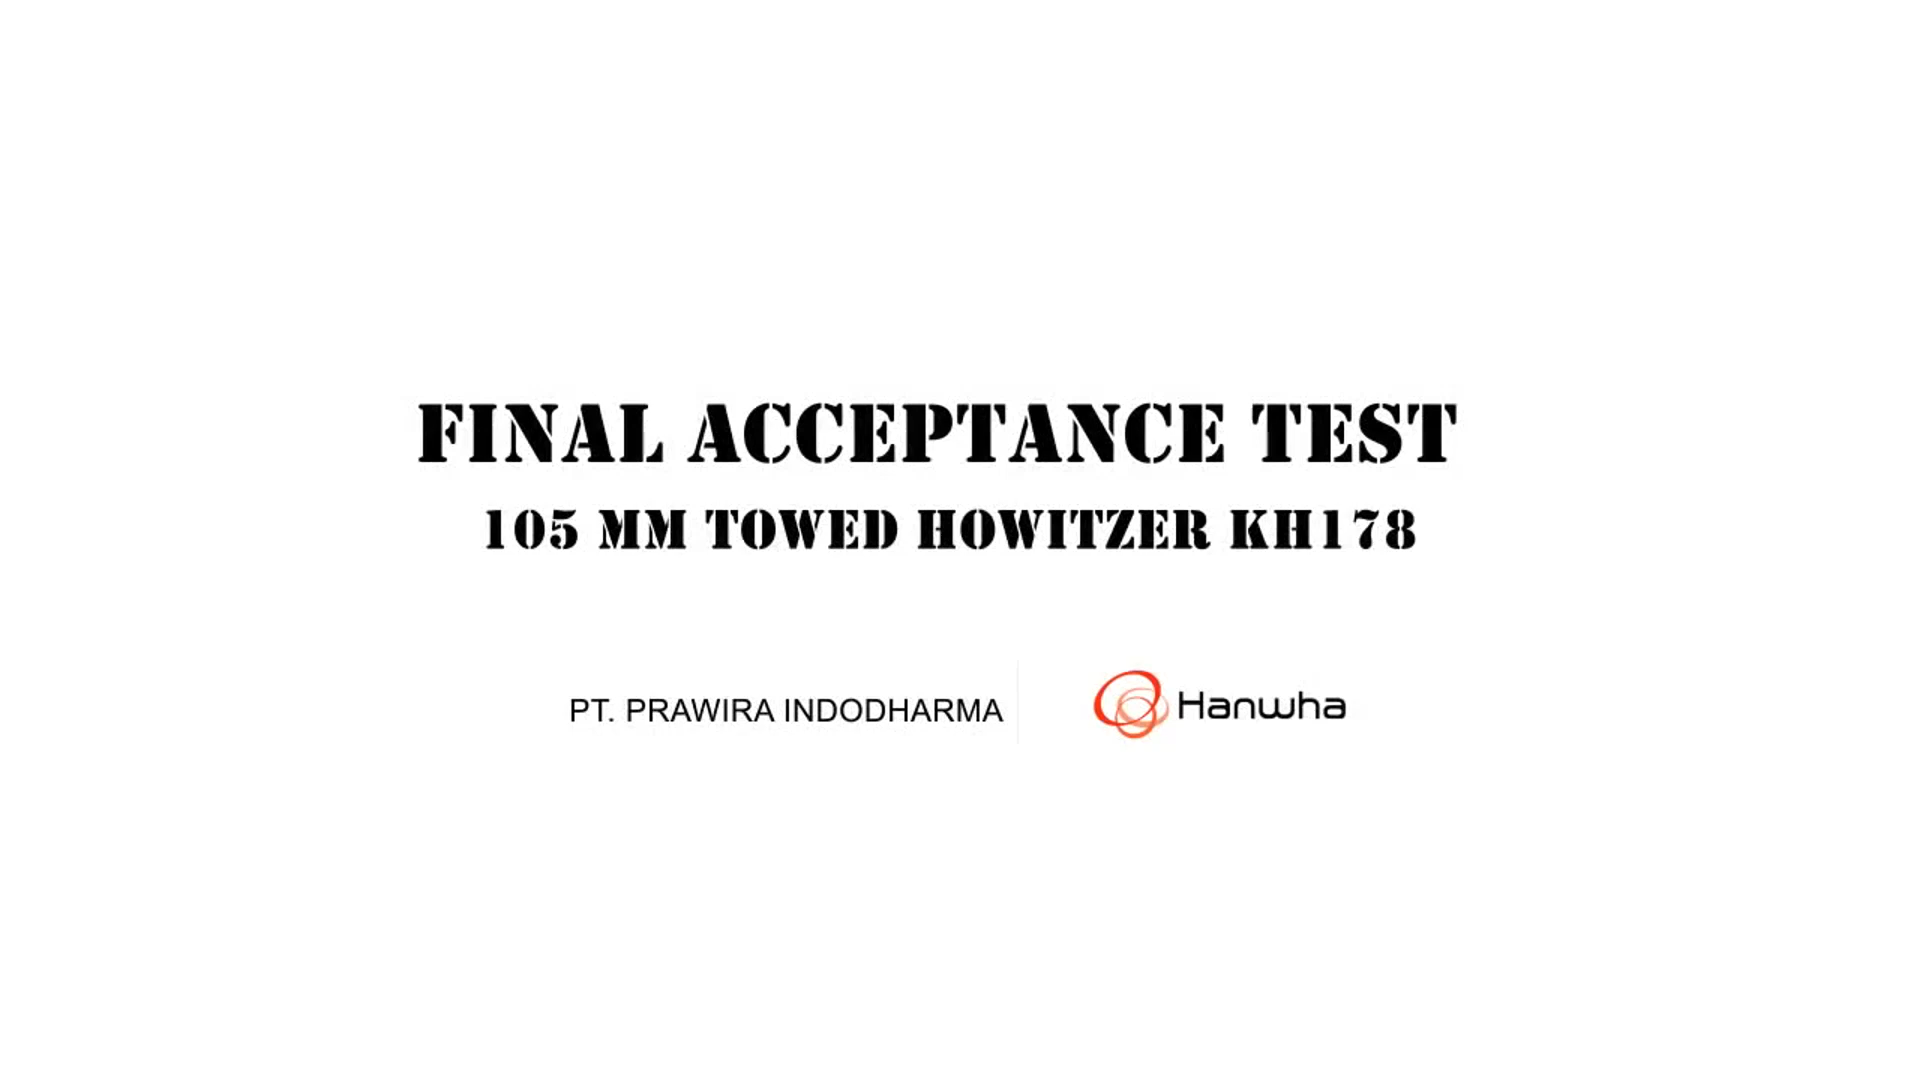 FINAL ACCEPTANCE TEST
105 MM TOWED HOWITZER KH178
PT. PRAWIRA INDODHARMA
Hanwha